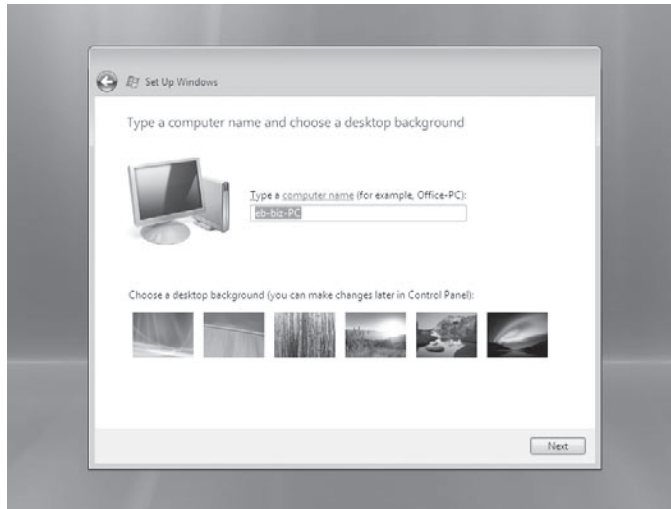 Set Up Windows
Type a computer name and choose a desktop background
Type a computer name (for example, Office-PC):
eb-biz-PC
Choose a desktop background (you can make changes later in Control Panel):
Next